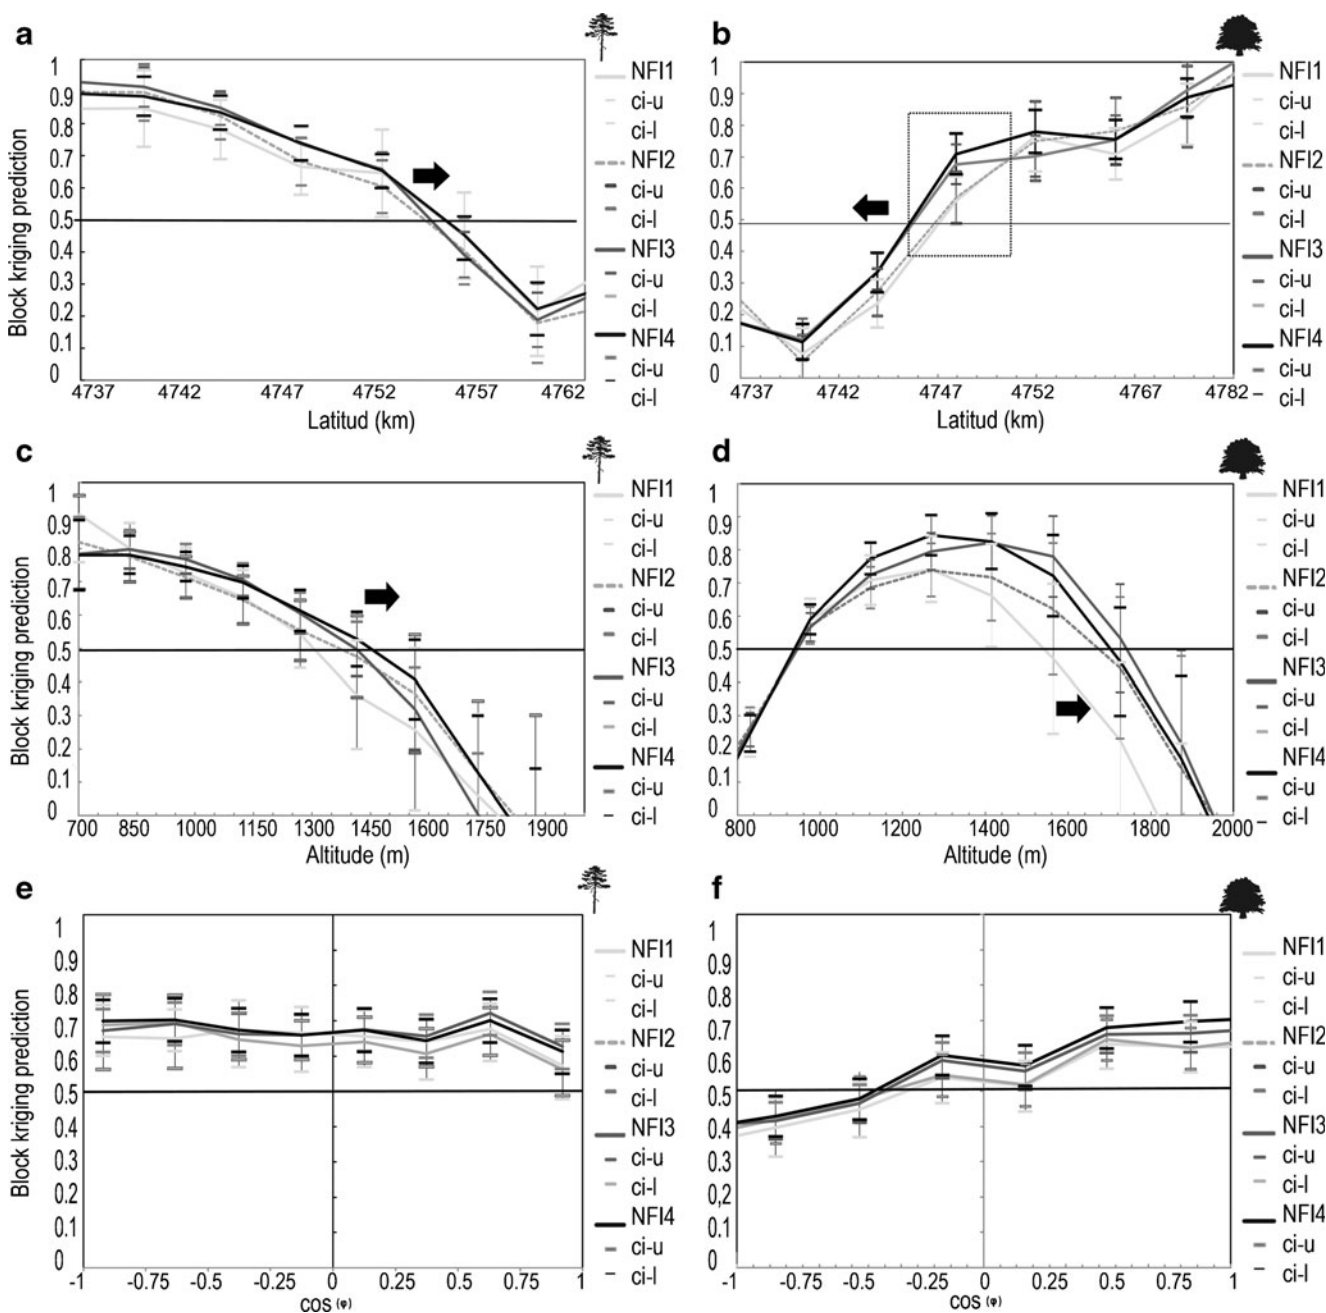 a
Block kriging prediction
1
0.9
0.8
0.7
0.6
0.5
0.4
0.3
0.2
0.1
0
4737 4742 4747 4752 4757 4762
Latitud (km)
NFI1
ci-u
ci-l
NFI2
ci-u
ci-l
NFI3
ci-u
ci-l
NFI4
ci-u
ci-l
b
1
0.9
0.8
0.7
0.6
0.5
0.4
0.3
0.2
0.1
0
4737 4742 4747 4752 4767 4782
Latitud (km)
NFI1
ci-u
ci-l
NFI2
ci-u
ci-l
NFI3
ci-u
ci-l
NFI4
ci-u
ci-l
c
Block kriging prediction
1
0.9
0.8
0.7
0.6
0.5
0.4
0.3
0.2
0.1
0
700 850 1000 1150 1300 1450 1600 1750 1900
Altitude (m)
NFI1
ci-u
ci-l
NFI2
ci-u
ci-l
NFI3
ci-u
ci-l
NFI4
ci-u
ci-l
d
1
0.9
0.8
0.7
0.6
0.5
0.4
0.3
0.2
0.1
0
800 1000 1200 1400 1600 1800 2000
Altitude (m)
NFI1
ci-u
ci-l
NFI2
ci-u
ci-l
NFI3
ci-u
ci-l
NFI4
ci-u
ci-l
e
Block kriging prediction
1
0.9
0.8
0.7
0.6
0.5
0.4
0.3
0.2
0.1
0
-1 -0.75 -0.5 -0.25 0 0.25 0.5 0.75 1
cos (φ)
NFI1
ci-u
ci-l
NFI2
ci-u
ci-l
NFI3
ci-u
ci-l
NFI4
ci-u
ci-l
f
1
0.9
0.8
0.7
0.6
0.5
0.4
0.3
0,2
0.1
0
-1 -0.75 -0.5 -0.25 0 0.25 0.5 0.75 1
cos (φ)
NFI1
ci-u
ci-l
NFI2
ci-u
ci-l
NFI3
ci-u
ci-l
NFI4
ci-u
ci-l